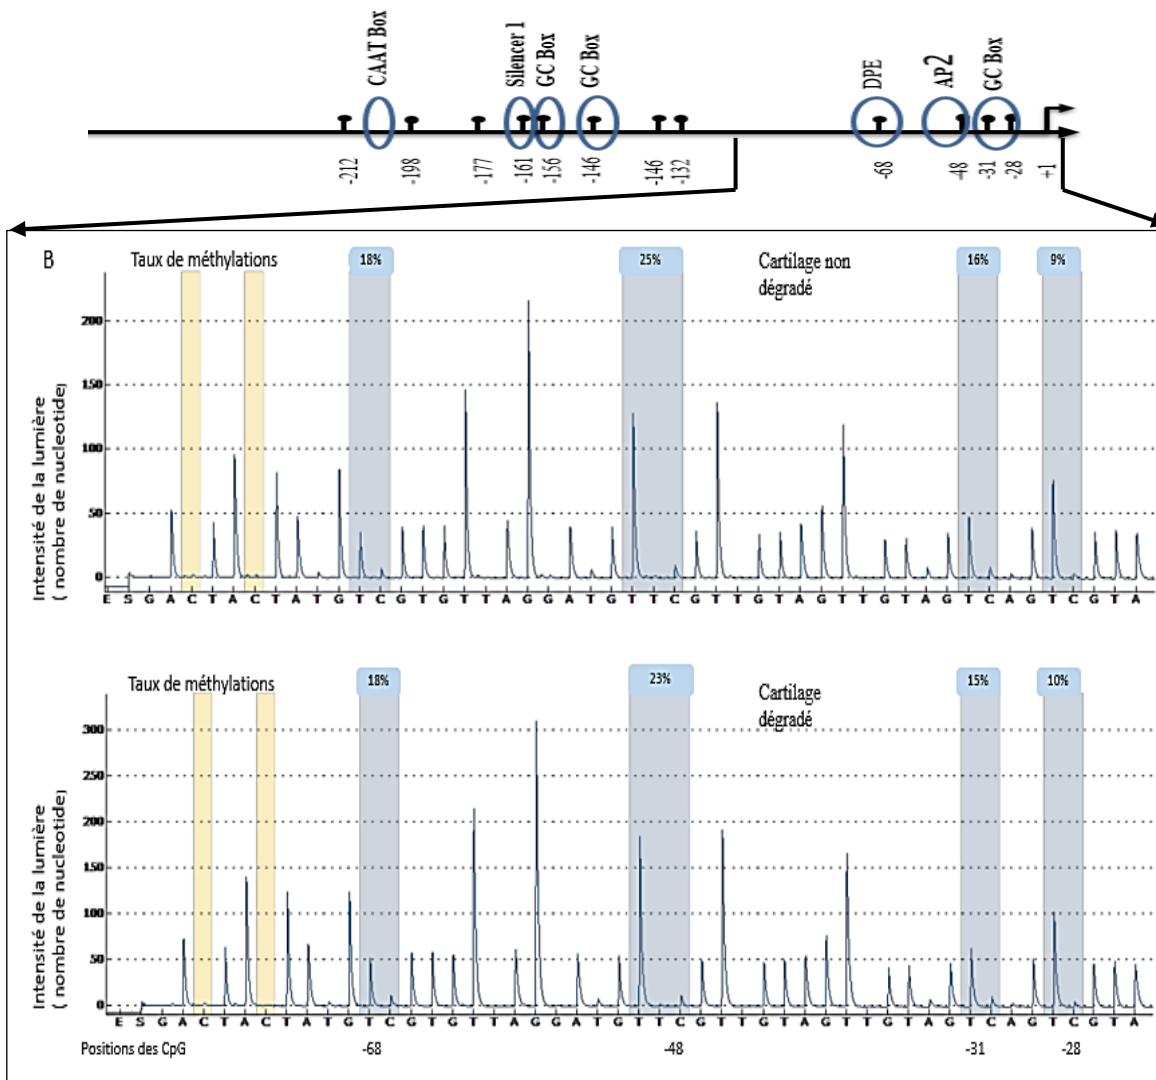 CAAT Box
Silencer 1
GC Box
GC Box
DPE
AP2
GC Box
-212
-198
-177
-161
-156
-146
-146
-132
-68
-48
-31
-28
+1
B
Taux de méthylations
18%
25%
Cartilage non
dégradé
16%
9%
Intensité de la lumière
( nombre de nucleotide)
200
150
100
50
0
E S G A C T A C T A T G T C G T G T T A G G A T G T T C G T T G T A G T T G T A G T C A G T C G T A
Taux de méthylations
18%
23%
Cartilage
dégradé
15%
10%
Intensité de la lumière
( nombre de nucleotide)
300
250
200
150
100
50
0
E S G A C T A C T A T G T C G T G T T A G G A T G T T C G T T G T A G T T G T A G T C A G T C G T A
Positions des CpG
-68
-48
-31
-28